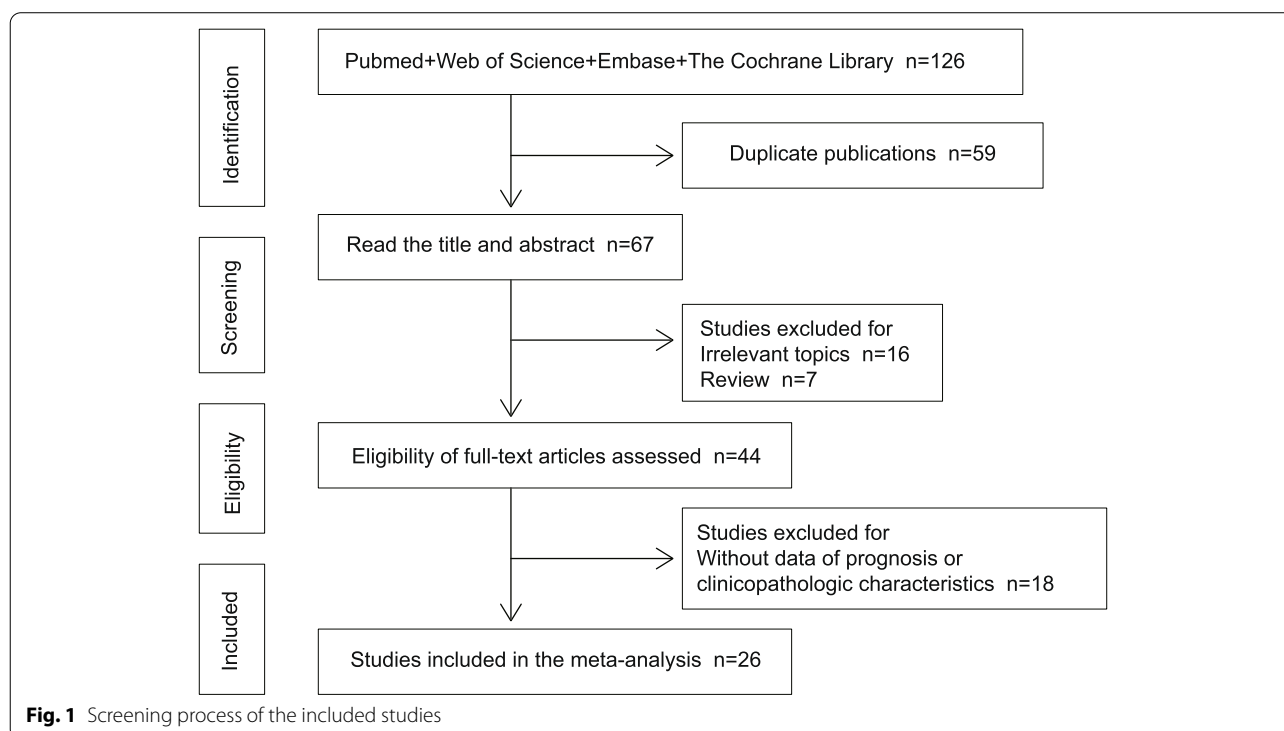 Identification
Pubmed+Web of Science+Embase+The Cochrane Library n=126
Duplicate publications n=59
Screening
Read the title and abstract n=67
Studies excluded for
Irrelevant topics n=16
Review n=7
Eligibility
Eligibility of full-text articles assessed n=44
Studies excluded for
Without data of prognosis or
clinicopathologic characteristics n=18
Included
Studies included in the meta-analysis n=26
Fig. 1 Screening process of the included studies